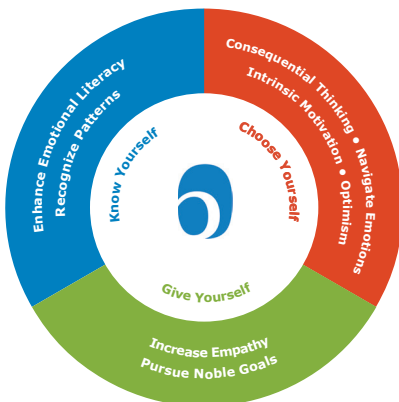 Enhance Emotional Literacy
Recognize Patterns
Know Yourself
Consequential Thinking • Navigate Emotions
Intrinsic Motivation • Optimism
Choose Yourself
6
Give Yourself
Increase Empathy
Pursue Noble Goals